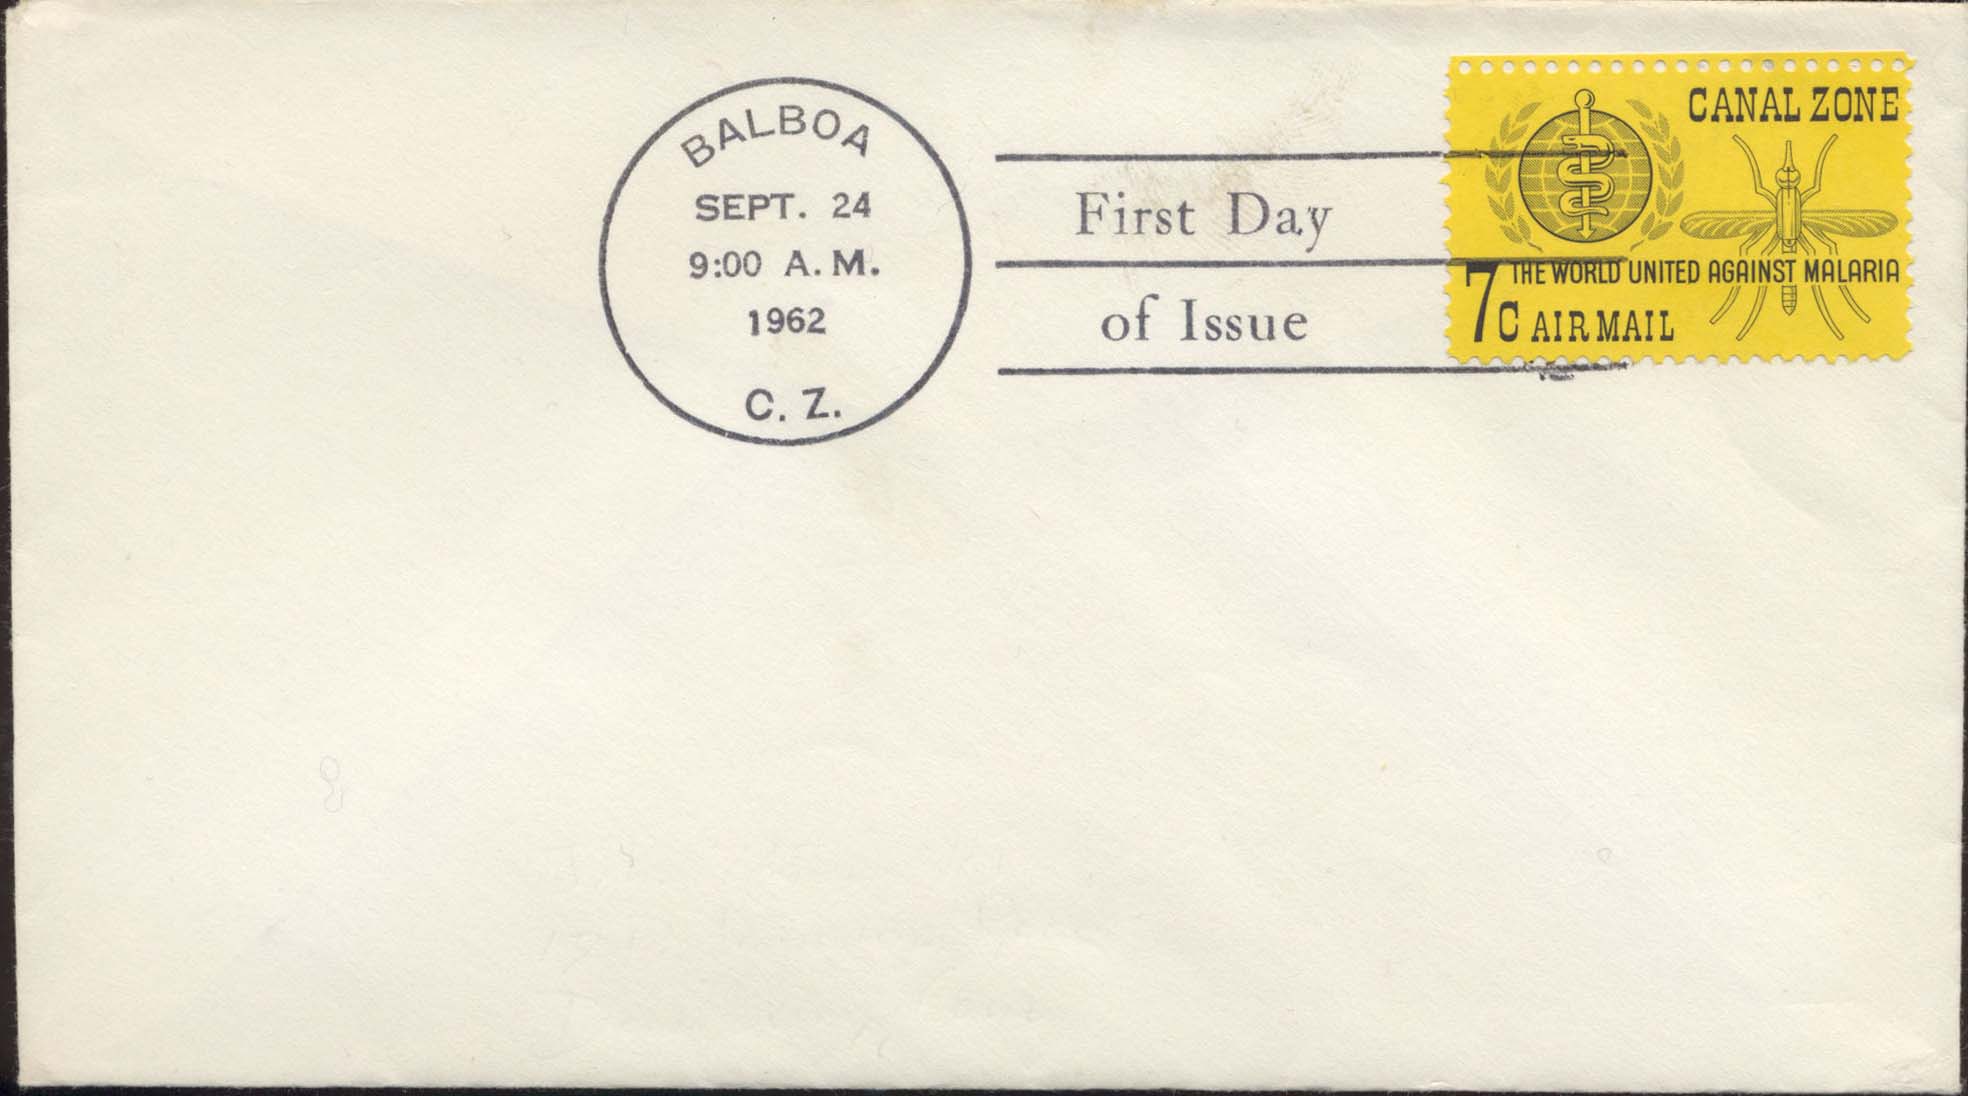 BALBOA
SEPT. 24
9:00 A.M.
1962
C. Z.
First Day
of Issue
CANAL ZONE
THE WORLD UNITED AGAINST MALARIA
7c AIR MAIL